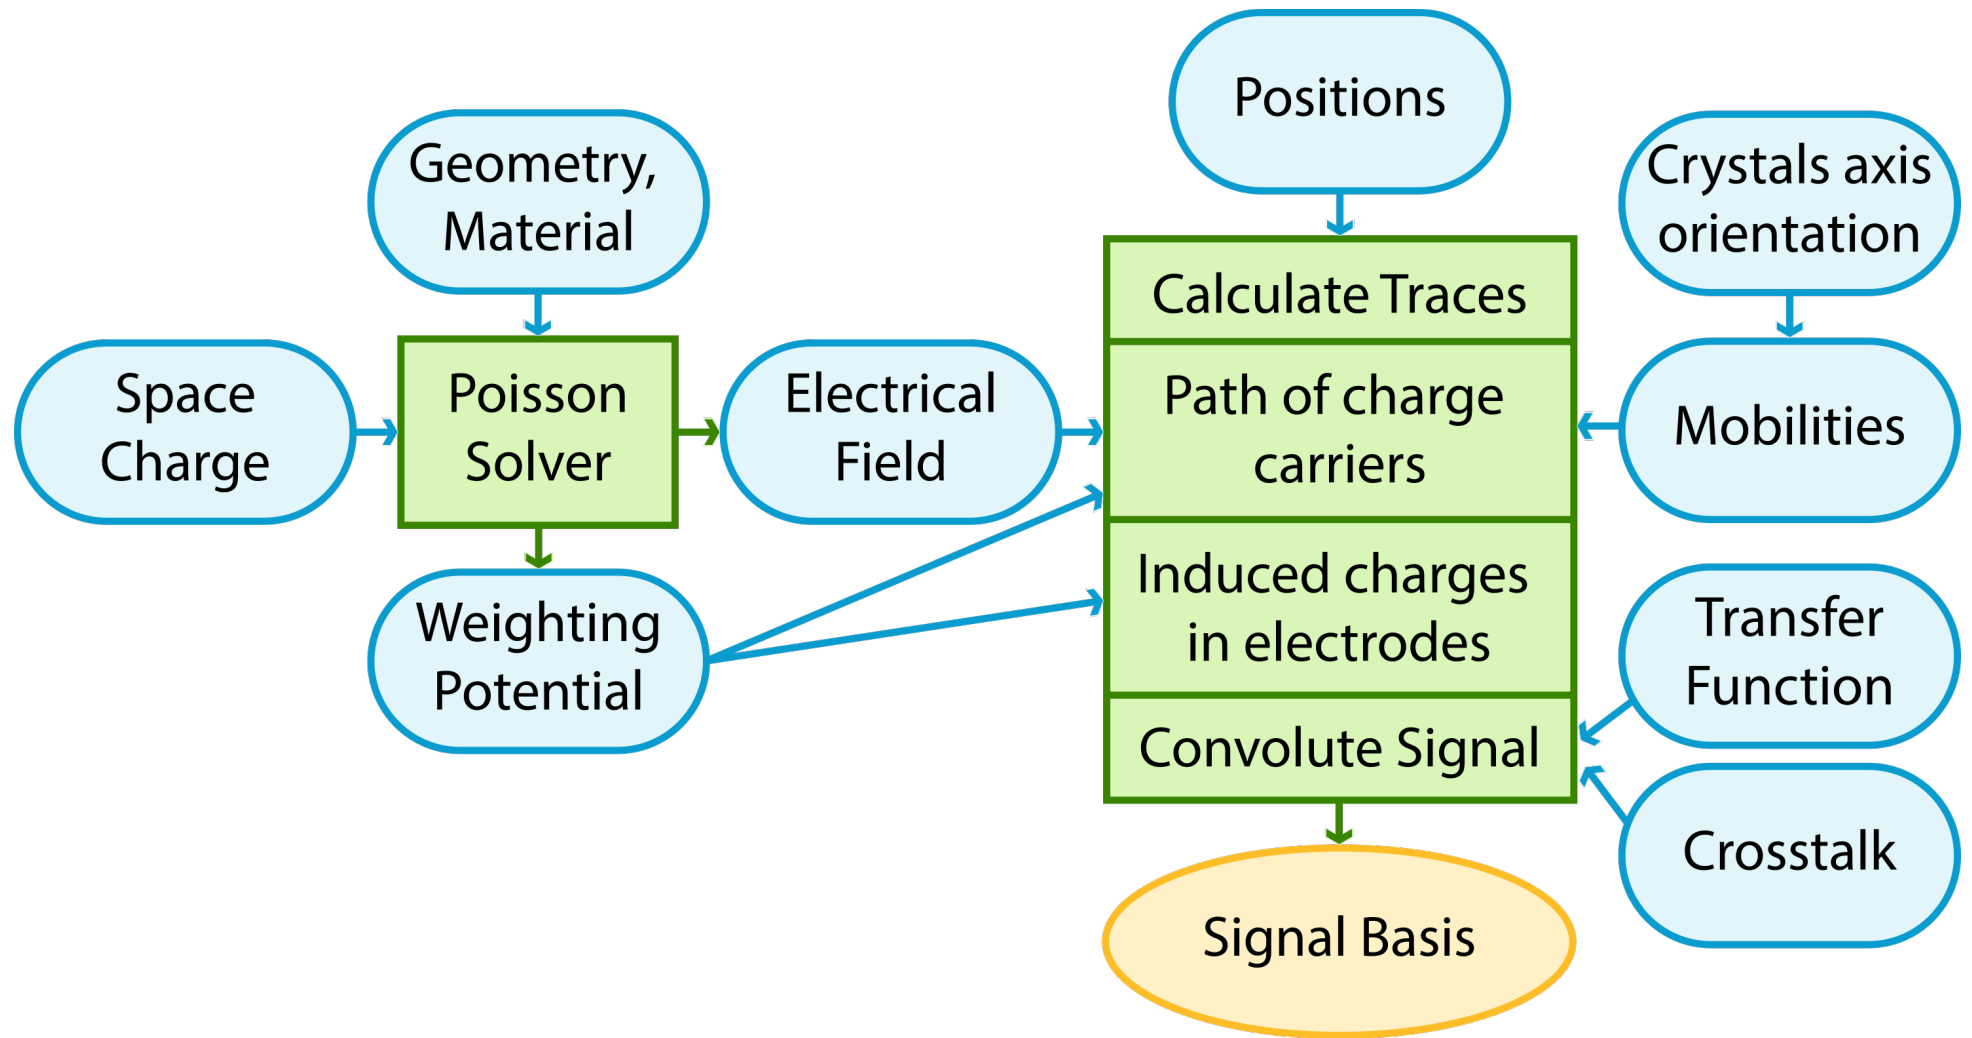 Positions
Geometry,
Material
Crystals axis
orientation
Calculate Traces
Space
Charge
Poisson
Solver
Electrical
Field
Path of charge
carriers
Mobilities
Weighting
Potential
Induced charges
in electrodes
Transfer
Function
Convolute Signal
Crosstalk
Signal Basis